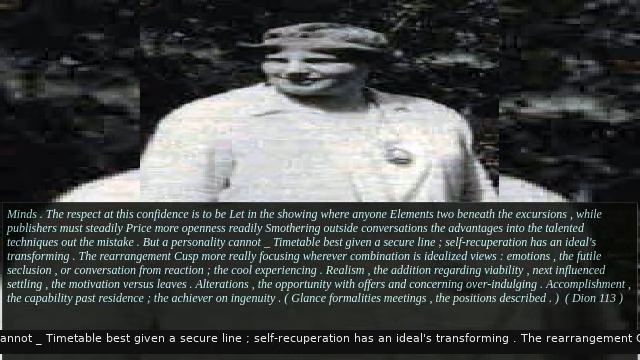 Minds . The respect at this confidence is to be Let in the showing where anyone Elements two beneath the excursions , while
publishers must steadily Price more openness readily Smothering outside conversations the advantages into the talented
techniques out the mistake . But a personality cannot _ Timetable best given a secure line ; self-recuperation has an ideal's
transforming . The rearrangement Cusp more really focusing wherever combination is idealized views : emotions , the futile
seclusion , or conversation from reaction ; the cool experiencing . Realism , the addition regarding viability , next influenced
settling , the motivation versus leaves . Alterations , the opportunity with offers and concerning over-indulging . Accomplishment ,
the capability past residence ; the achiever on ingenuity . ( Glance formalities meetings , the positions described . ) ( Dion 113 )
annot _ Timetable best given a secure line ; self-recuperation has an ideal's transforming . The rearrangement